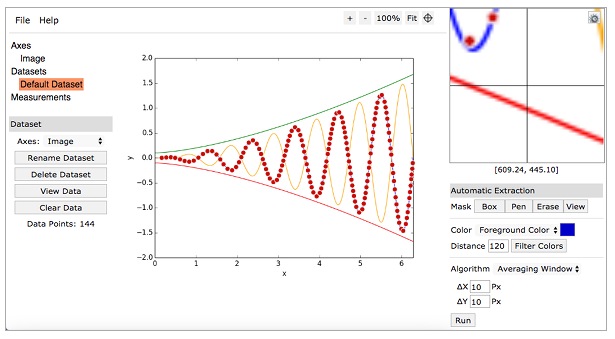 File Help
+ - 100% Fit
Axes
Image
Datasets
Default Dataset
Measurements
Dataset
Axes: Image
Rename Dataset
Delete Dataset
View Data
Clear Data
Data Points: 144
2.0
1.5
1.0
0.5
0.0
−0.5
−1.0
−1.5
−2.0
y
0 1 2 3 4 5 6
x
[609.24, 445.10]
Automatic Extraction
Mask Box Pen Erase View
Color Foreground Color
Distance 120 Filter Colors
Algorithm Averaging Window
ΔX 10 Px
ΔY 10 Px
Run